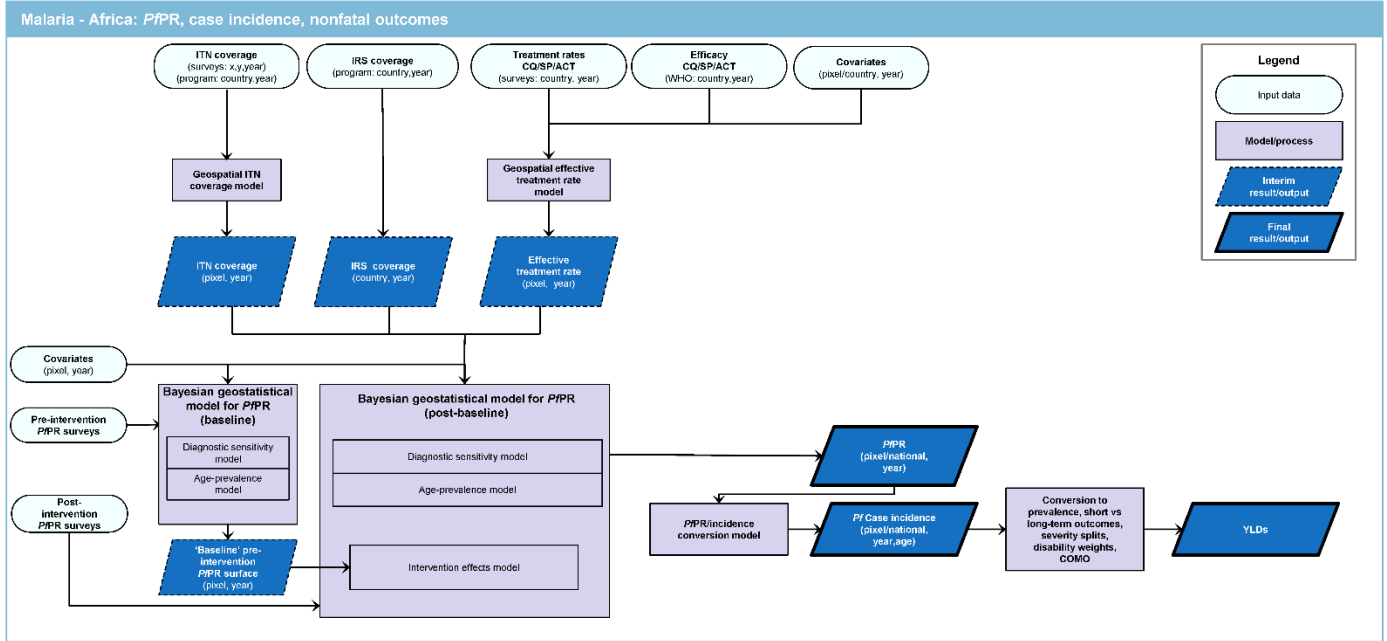 Malaria - Africa: PfPR, case incidence, nonfatal outcomes
ITN coverage
(surveys: x,y,year)
(program: country,year)
IRS coverage
(program: country,year)
Treatment rates
CQ/SP/ACT
(surveys: country, year)
Efficacy
CQ/SP/ACT
(WHO: country,year)
Covariates
(pixel/country, year)
Legend
Input data
Model/process
Interim
result/output
Final
result/output
Geospatial ITN
coverage model
Geospatial effective
treatment rate
model
ITN coverage
(pixel, year)
IRS coverage
(country, year)
Effective
treatment rate
(pixel, year)
Covariates
(pixel, year)
Pre-intervention
PfPR surveys
Post-
intervention
PfPR surveys
Bayesian geostatistical
model for PfPR
(baseline)
Diagnostic sensitivity
model
Age-prevalence
model
'Baseline' pre-
intervention
PfPR surface
(pixel, year)
Bayesian geostatistical model for PfPR
(post-baseline)
Diagnostic sensitivity model
Age-prevalence model
Intervention effects model
PfPR
(pixel/national,
year)
PfPR/incidence
conversion model
Pf Case incidence
(pixel/national,
year,age)
Conversion to
prevalence, short vs
long-term outcomes,
severity splits,
disability weights,
COMO
YLDs